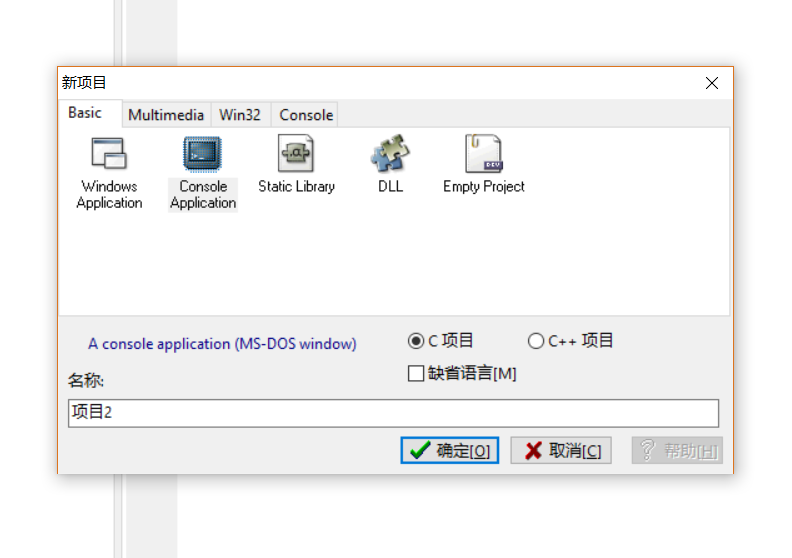 新项目
Basic Multimedia Win32 Console
Windows Application
Console Application
Static Library
DLL
Empty Project
A console application (MS-DOS window)
C 项目 C++ 项目
缺省语言[M]
名称:
项目2
确定[O] 取消[C] 帮助[H]